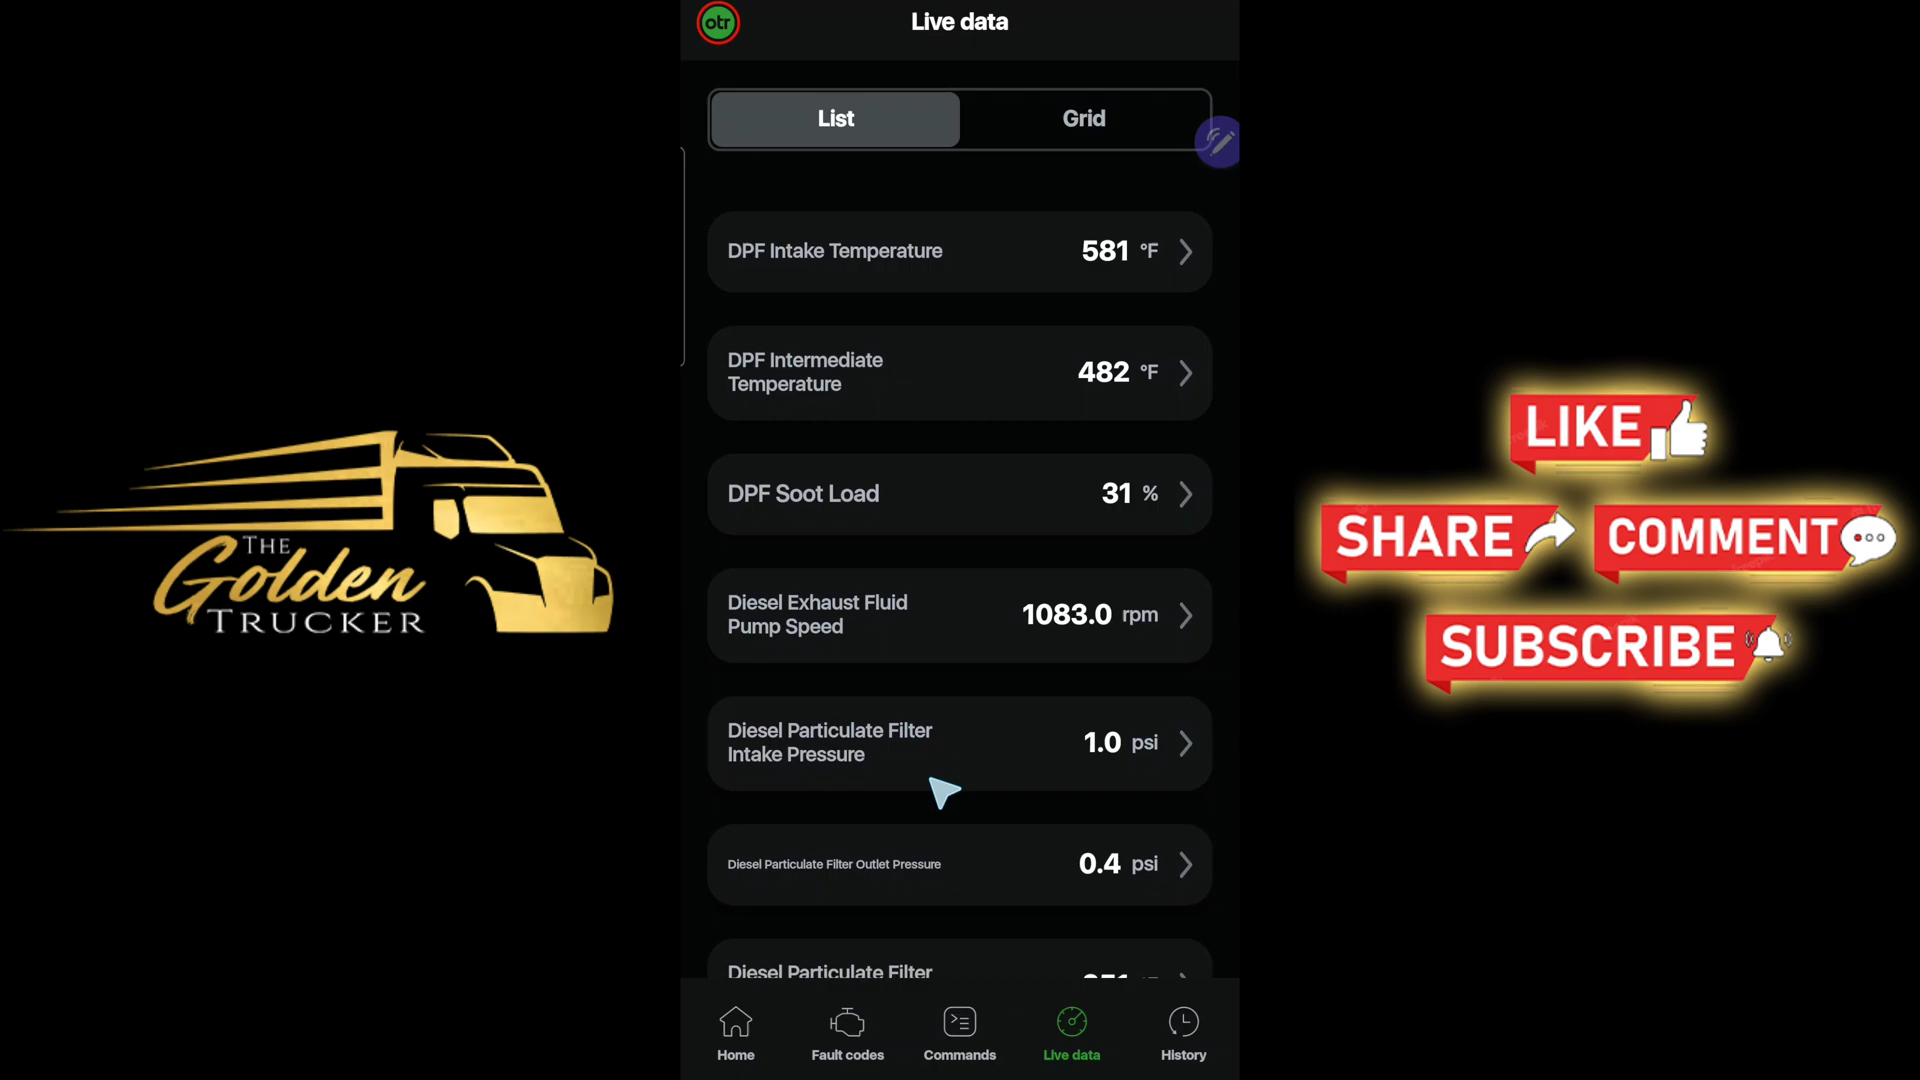 otr
Live data
List
Grid
DPF Intake Temperature
581 °F
DPF Intermediate
Temperature
482 °F
DPF Soot Load
31 %
Diesel Exhaust Fluid
Pump Speed
1083.0 rpm
Diesel Particulate Filter
Intake Pressure
1.0 psi
Diesel Particulate Filter Outlet Pressure
0.4 psi
Diesel Particulate Filter
Home
Fault codes
Commands
Live data
History
THE
Golden
TRUCKER
LIKE
SHARE
COMMENT
SUBSCRIBE